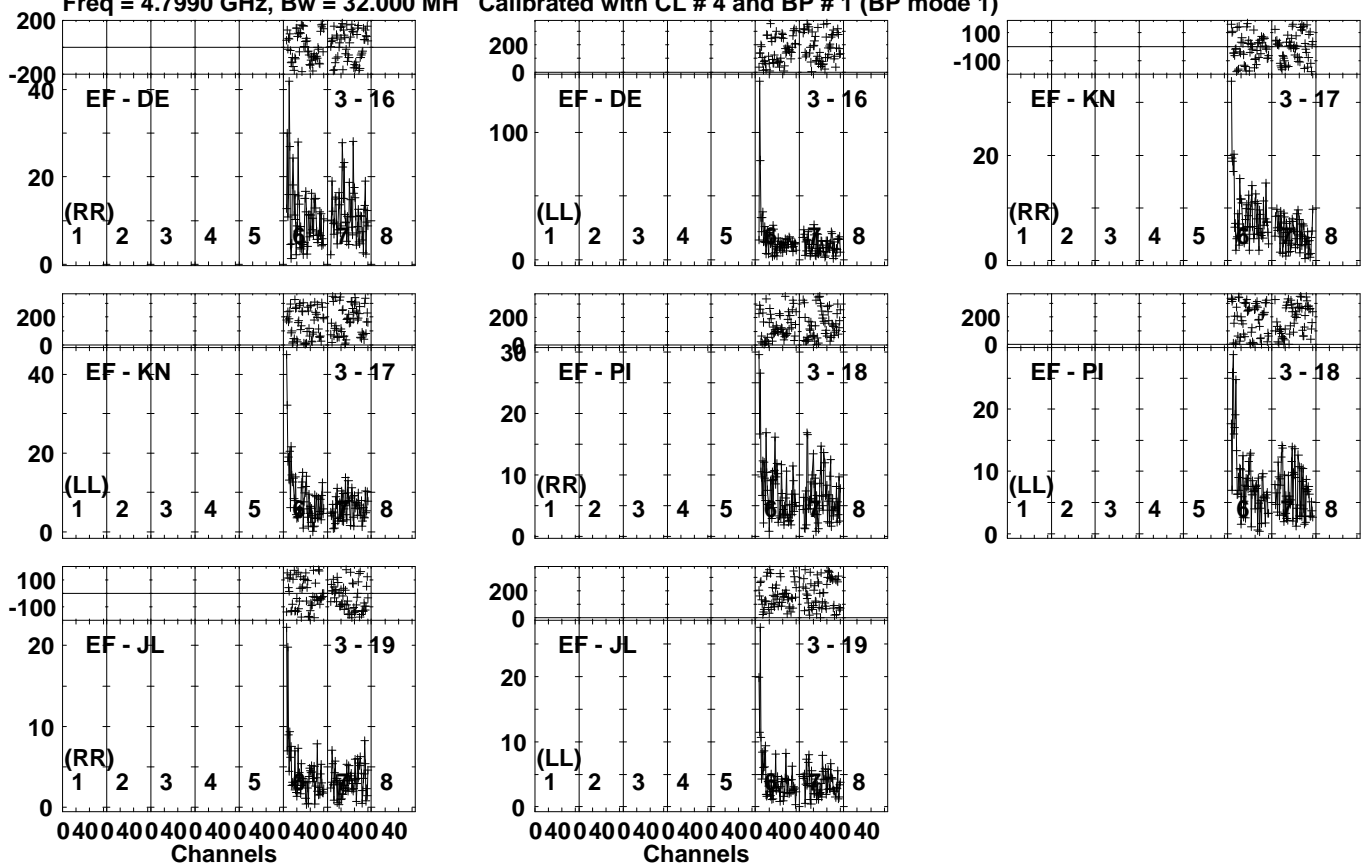 Freq = 4.7990 GHz, Bw = 32.000 MH   Calibrated with CL # 4 and BP # 1 (BP mode 1)
200
-200
40
20
0
EF - DE
3 - 16
(RR)
1 2 3 4 5 6 7 8
200
0
100
0
EF - DE
3 - 16
(LL)
1 2 3 4 5 6 7 8
100
-100
20
0
EF - KN
3 - 17
(RR)
1 2 3 4 5 6 7 8
200
0
40
20
0
EF - KN
3 - 17
(LL)
1 2 3 4 5 6 7 8
200
0
30
20
10
0
EF - PI
3 - 18
(RR)
1 2 3 4 5 6 7 8
200
0
20
10
0
EF - PI
3 - 18
(LL)
1 2 3 4 5 6 7 8
100
-100
20
10
0
EF - JL
3 - 19
(RR)
1 2 3 4 5 6 7 8
0 40 0 40 0 40 0 40 0 40 0 40 0 40 0 40
Channels
200
0
20
10
0
EF - JL
3 - 19
(LL)
1 2 3 4 5 6 7 8
0 40 0 40 0 40 0 40 0 40 0 40 0 40 0 40
Channels